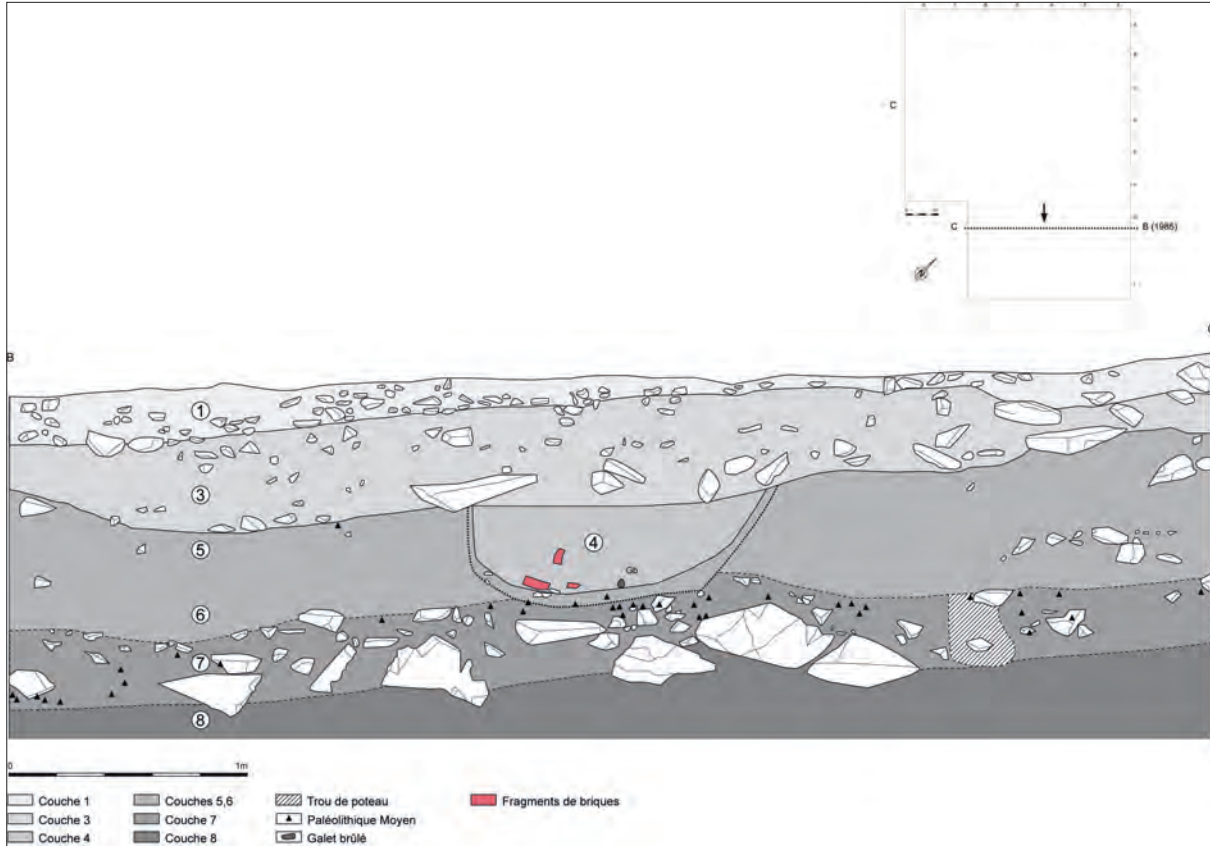 C
C
B (1985)
B
1
3
4
5
Gb
6
7
8
0
1m
Couche 1
Couches 5,6
Trou de poteau
Fragments de briques
Couche 3
Couche 7
Paléolithique Moyen
Couche 4
Couche 8
Galet brûlé